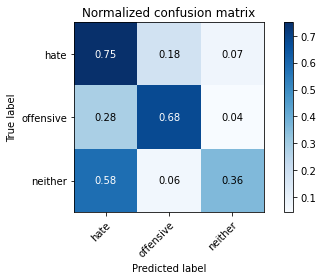 Normalized confusion matrix
True label
hate 0.75 0.18 0.07
offensive 0.28 0.68 0.04
neither 0.58 0.06 0.36
hate offensive neither
Predicted label
0.7
0.6
0.5
0.4
0.3
0.2
0.1